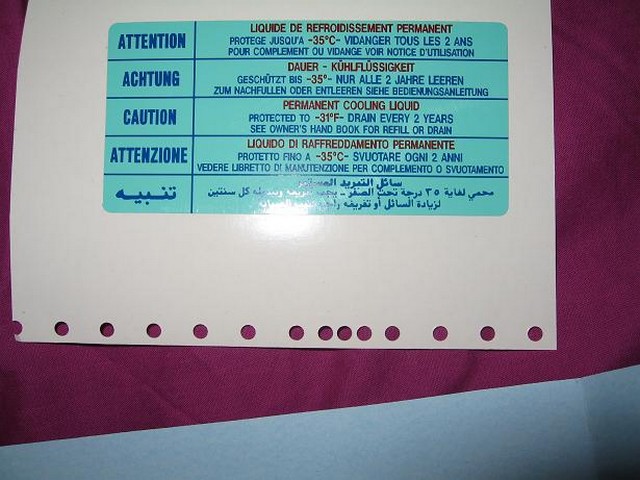 ATTENTION
LIQUIDE DE REFROIDISSEMENT PERMANENT
PROTEGE JUSQU'A -35°C- VIDANGER TOUS LES 2 ANS
POUR COMPLEMENT OU VIDANGE VOIR NOTICE D'UTILISATION
ACHTUNG
DAUER - KÜHLFLÜSSIGKEIT
GESCHÜTZT BIS -35°- NUR ALLE 2 JAHRE LEEREN
ZUM NACHFULLEN ODER ENTLEEREN SIEHE BEDIENUNGSANLEITUNG
CAUTION
PERMANENT COOLING LIQUID
PROTECTED TO -31°F- DRAIN EVERY 2 YEARS
SEE OWNER'S HAND BOOK FOR REFILL OR DRAIN
ATTENZIONE
LIQUIDO DI RAFFREDDAMENTO PERMANENTE
PROTETTO FINO A -35°C- SVUOTARE OGNI 2 ANNI
VEDERE LIBRETTO DI MANUTENZIONE PER COMPLEMENTO O SVUOTAMENTO
تنبيه
سائل التبريد
محمي لغاية ٣٥ درجة تحت الصفر - كل سنتين
لزيادة السائل أو تفريغه